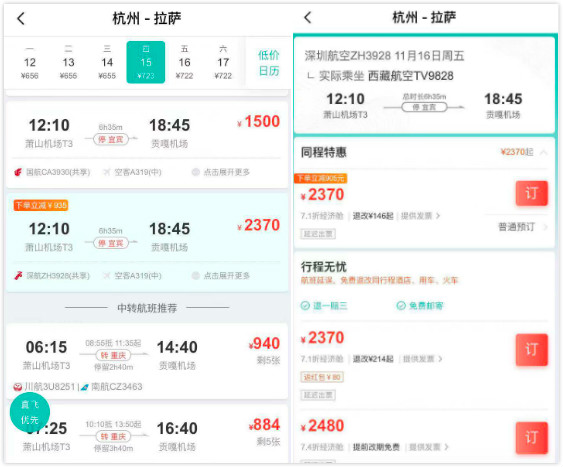 杭州 - 拉萨
一 二 三 四 五 六
12 13 14 15 16 17
¥656 ¥655 ¥655 ¥723 ¥722 ¥722
低价
日历
12:10 6h35m 18:45 ¥1500
萧山机场T3 停 宜宾 贡嘎机场
国航CA3930(共享) 空客A319(中) 点击展开更多
下单立减¥935
12:10 6h35m 18:45 ¥2370
萧山机场T3 停 宜宾 贡嘎机场
深航ZH3928(共享) 空客A319(中) 点击展开更多
中转航班推荐
06:15 08:55抵 11:35起 14:40 ¥940
萧山机场T3 转 重庆 贡嘎机场 剩5张
停留2h40m
川航3U8251 | 南航CZ3463
直飞
优先
07:25 10:10抵 13:50起 16:40 ¥884
萧山机场T3 转 重庆 贡嘎机场 剩5张
杭州 - 拉萨
深圳航空ZH3928 11月16日周五
实际乘坐 西藏航空TV9828
12:10 总时长6h35m 18:45
萧山机场T3 停 宜宾 贡嘎机场
同程特惠 ¥2370起
下单立减935元
¥2370 订
7.1折经济舱 | 退改¥146起 | 提供发票 > 普通预订 >
延迟出票
行程无忧
航班延误、免费退改同行程酒店、用车、火车
退一赔三 免费邮寄
¥2370 订
7.1折经济舱 | 退改¥214起 | 提供发票 >
送红包¥80
延迟出票
¥2480 订
7.4折经济舱 | 提前改期免费 | 提供发票 >